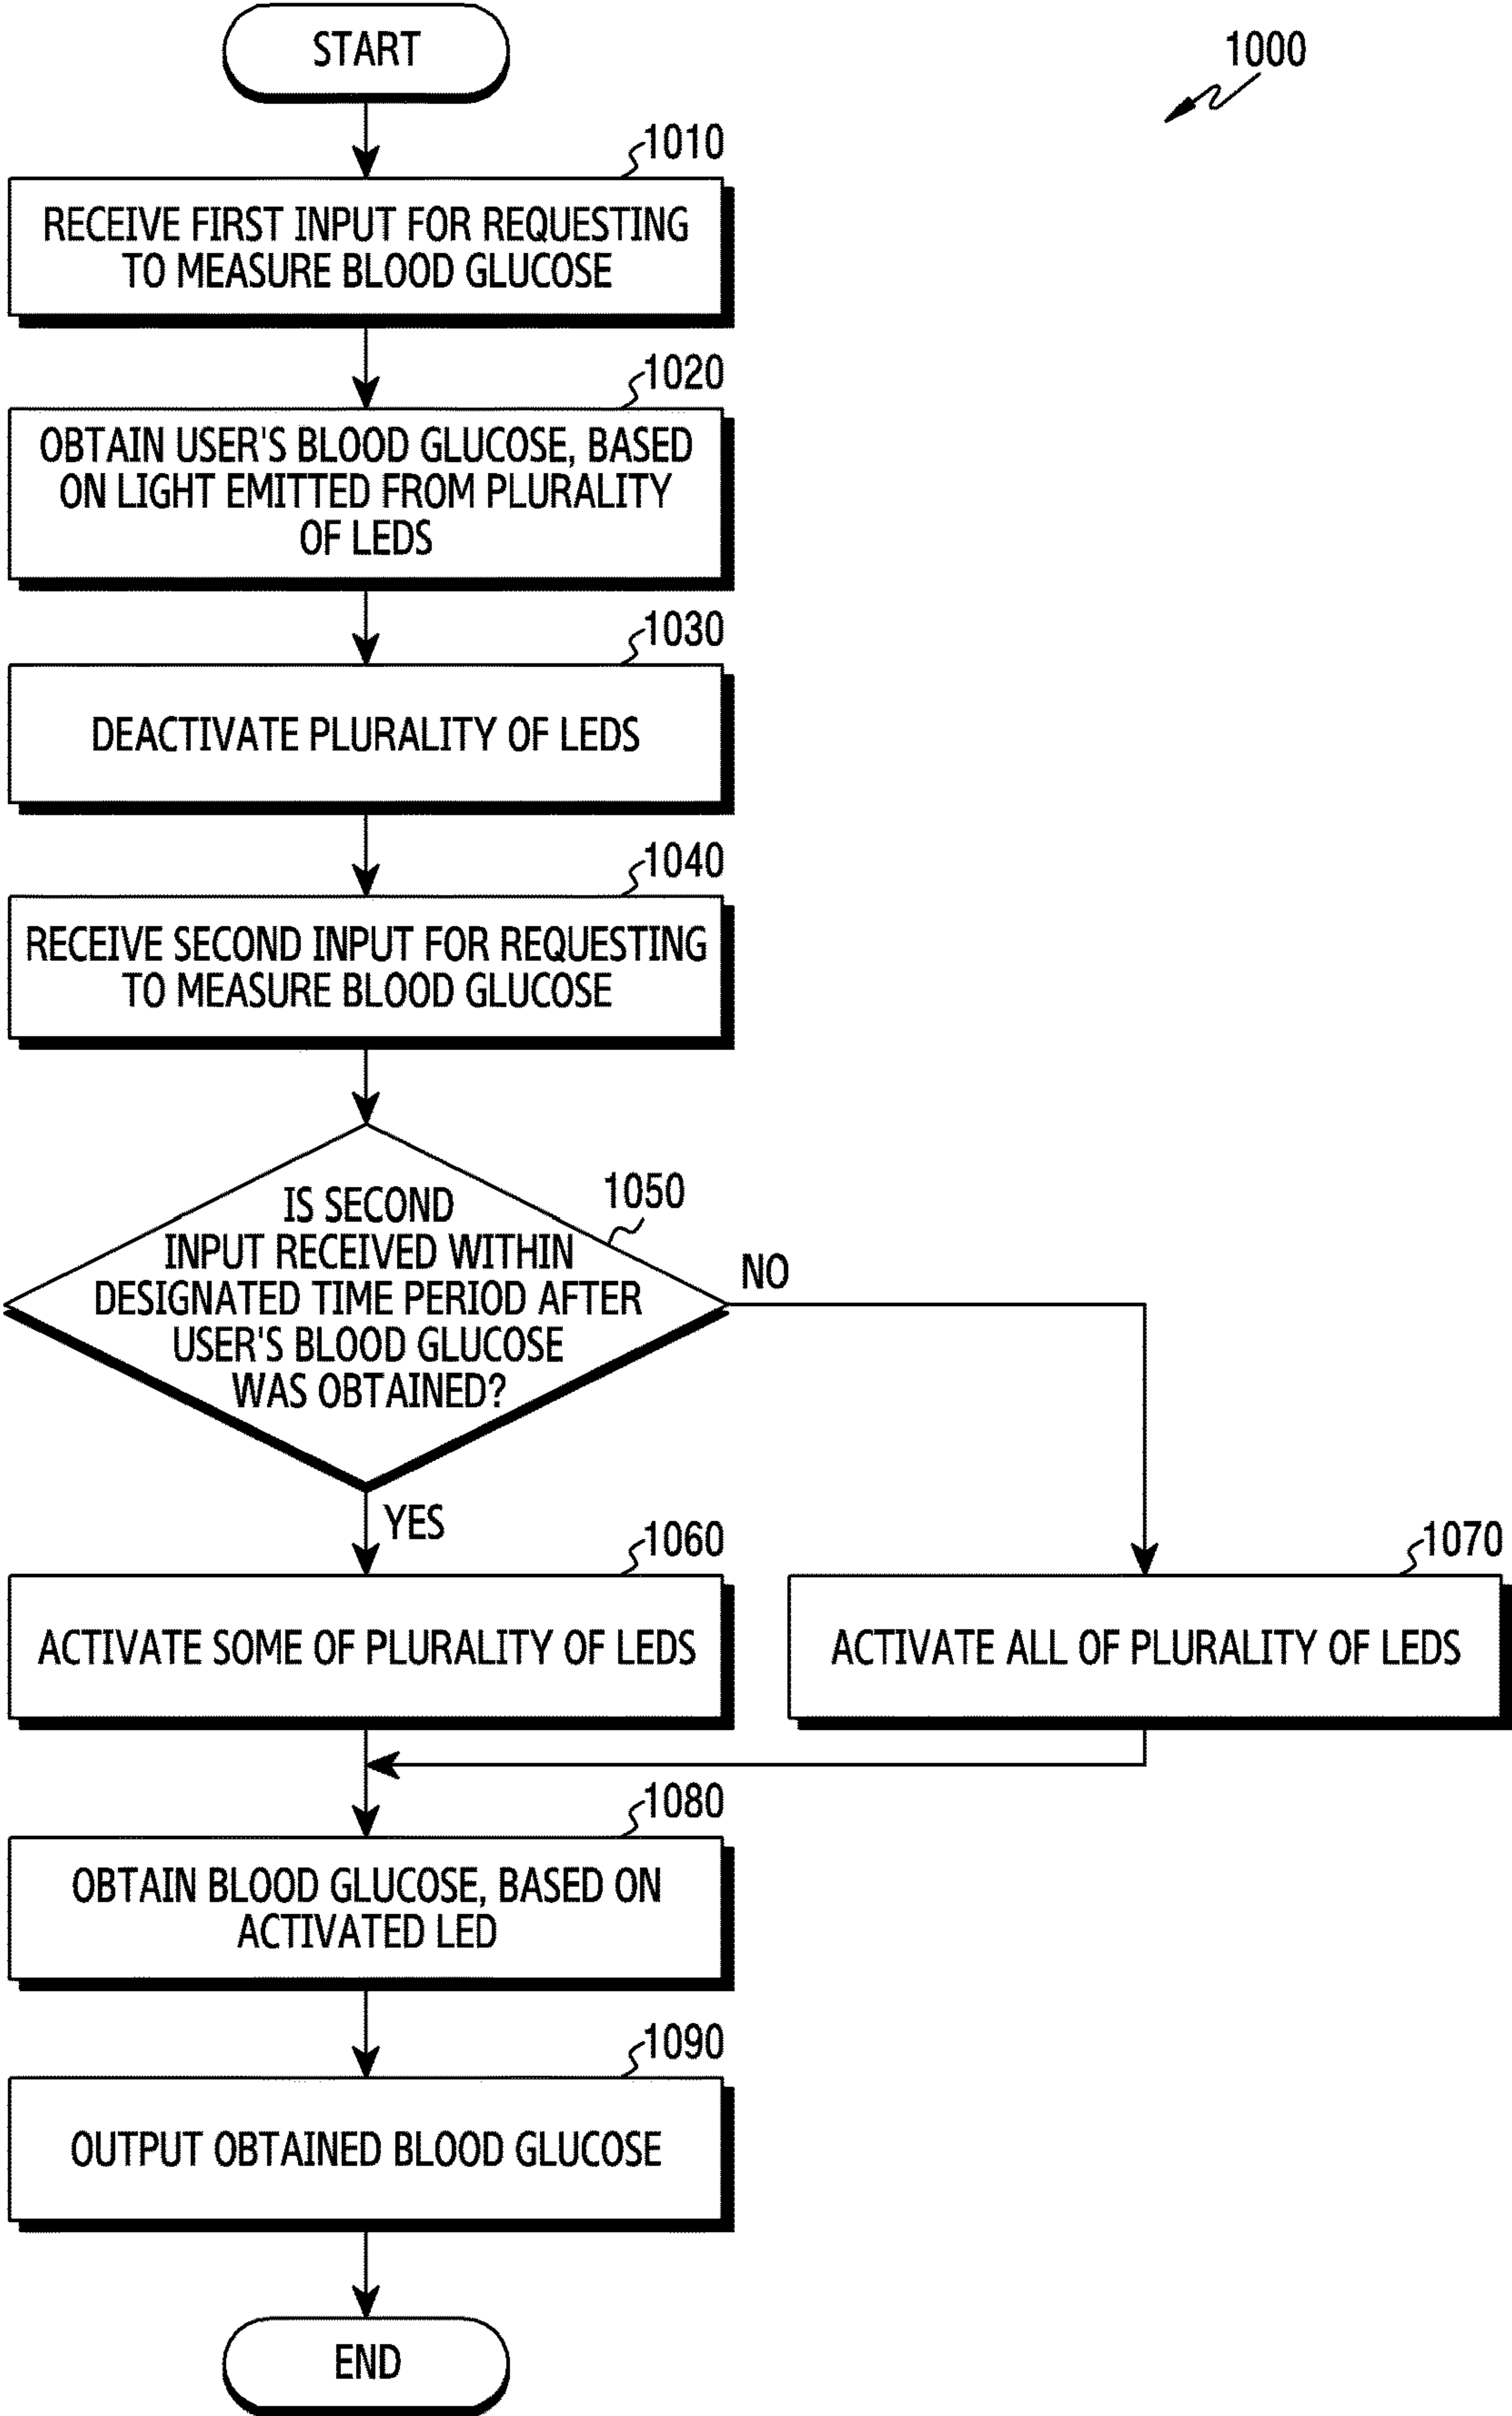 START
1000
1010
RECEIVE FIRST INPUT FOR REQUESTING
TO MEASURE BLOOD GLUCOSE
1020
OBTAIN USER'S BLOOD GLUCOSE, BASED
ON LIGHT EMITTED FROM PLURALITY
OF LEDS
1030
DEACTIVATE PLURALITY OF LEDS
1040
RECEIVE SECOND INPUT FOR REQUESTING
TO MEASURE BLOOD GLUCOSE
1050
IS SECOND
INPUT RECEIVED WITHIN
DESIGNATED TIME PERIOD AFTER
USER'S BLOOD GLUCOSE
WAS OBTAINED?
NO
YES
1060
ACTIVATE SOME OF PLURALITY OF LEDS
1070
ACTIVATE ALL OF PLURALITY OF LEDS
1080
OBTAIN BLOOD GLUCOSE, BASED ON
ACTIVATED LED
1090
OUTPUT OBTAINED BLOOD GLUCOSE
END